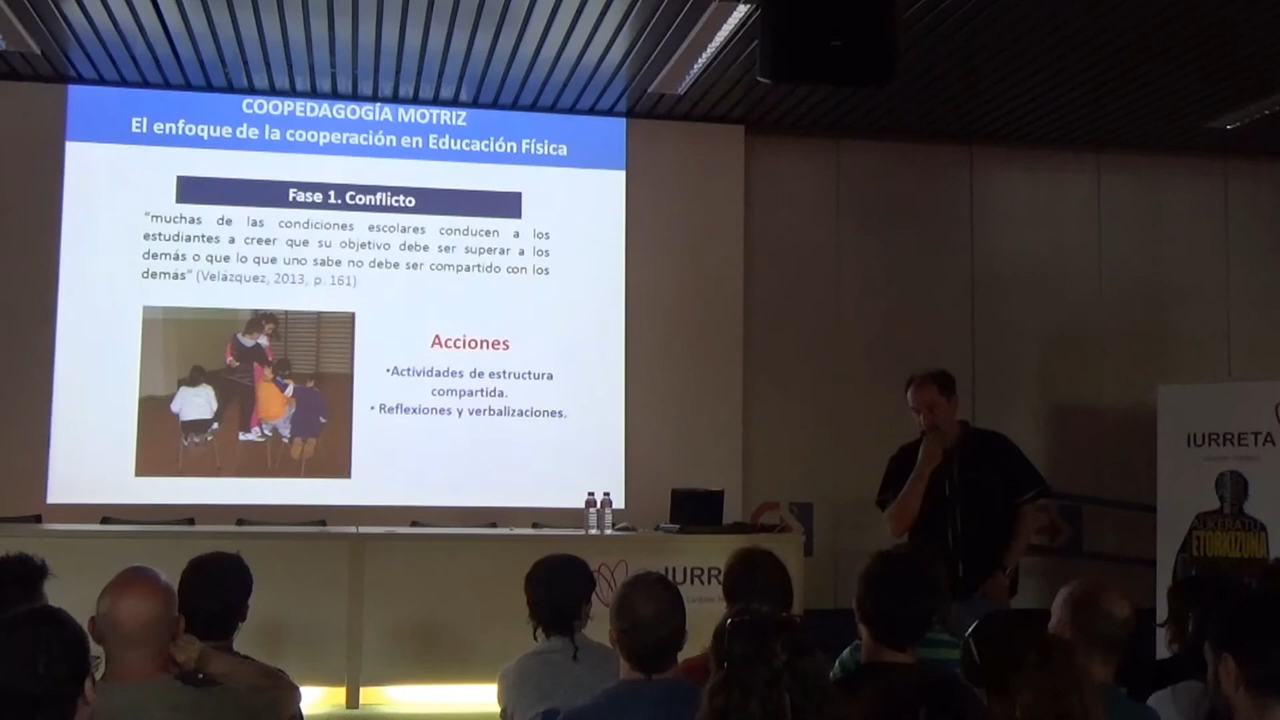 COOPEDAGOGÍA MOTRIZ
El enfoque de la cooperación en Educación Física
Fase 1. Conflicto
"muchas de las condiciones escolares conducen a los
estudiantes a creer que su objetivo debe ser superar a los
demás o que lo que uno sabe no debe ser compartido con los
demás" (Velázquez, 2013, p. 161)
Acciones
•Actividades de estructura
compartida.
• Reflexiones y verbalizaciones.
IURRETA
AUKERATU
ETORKIZUNA
IURR